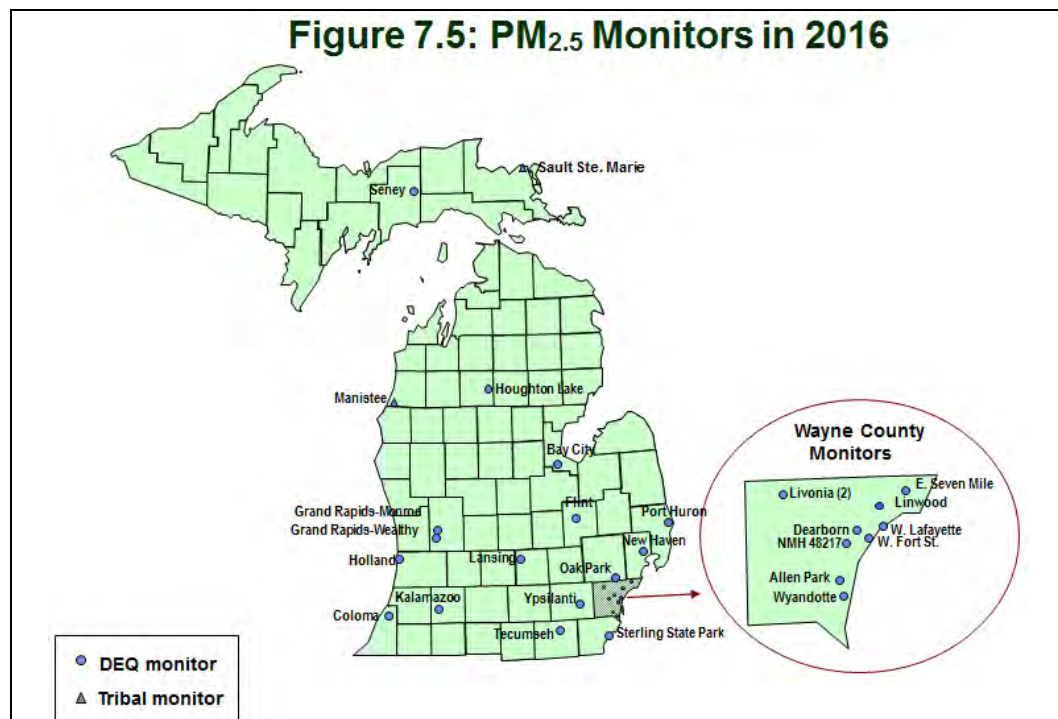 Figure 7.5: PM2.5 Monitors in 2016
Sault Ste. Marie
Seney
Manistee
Houghton Lake
Bay City
Flint
Grand Rapids-Monroe
Grand Rapids-Wealthy
Port Huron
New Haven
Holland
Lansing
Oak Park
Kalamazoo
Ypsilanti
Coloma
Tecumseh
Sterling State Park
Wayne County
Monitors
Livonia (2)
E. Seven Mile
Linwood
Dearborn
W. Lafayette
NMH 48217
W. Fort St.
Allen Park
Wyandotte
DEQ monitor
Tribal monitor